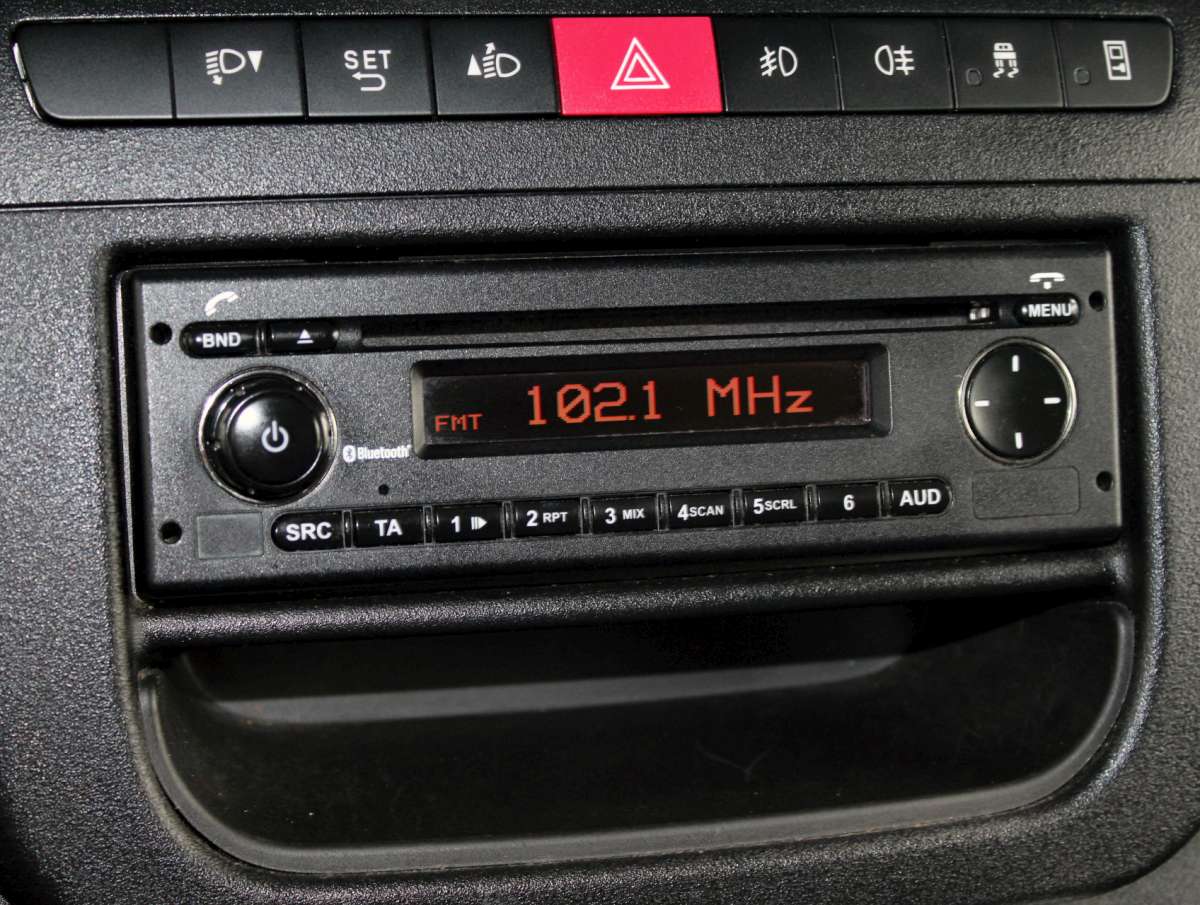 SET
BND
MENU
FMT 102.1 MHz
Bluetooth
SRC TA 1 2 RPT 3 MIX 4 SCAN 5 SCRL 6 AUD